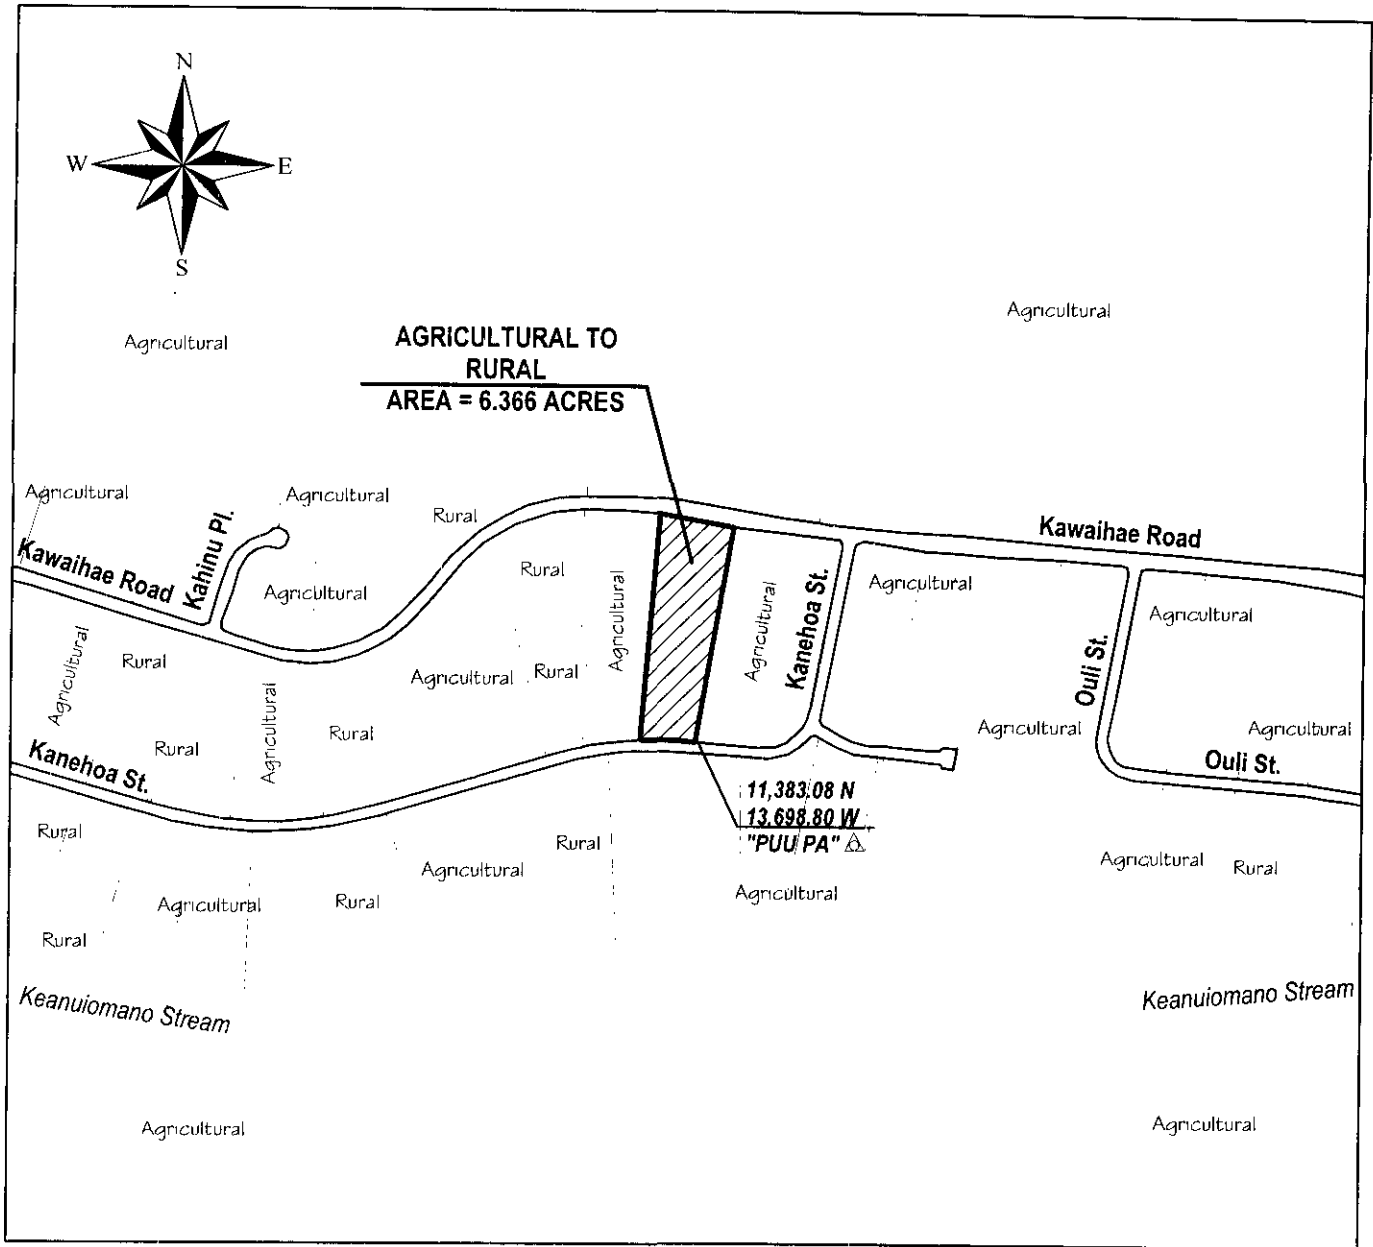 N
W
E
S
Agricultural
Agricultural
AGRICULTURAL TO
RURAL
AREA = 6.366 ACRES
Agricultural
Agricultural
Rural
Kawaihae Road
Kahinu Pl.
Kawaihae Road
Agricultural
Rural
Agricultural
Agricultural
Kanehoa St.
Agricultural
Agricultural
Agricultural
Rural
Agricultural
Rural
Ouli St.
Rural
Agricultural
Rural
Agricultural
Agricultural
Kanehoa St.
Ouli St.
11,383.08 N
13,698.80 W
"PUU PA"
Rural
Rural
Agricultural
Agricultural
Rural
Agricultural
Rural
Agricultural
Rural
Keanuiomano Stream
Keanuiomano Stream
Agricultural
Agricultural